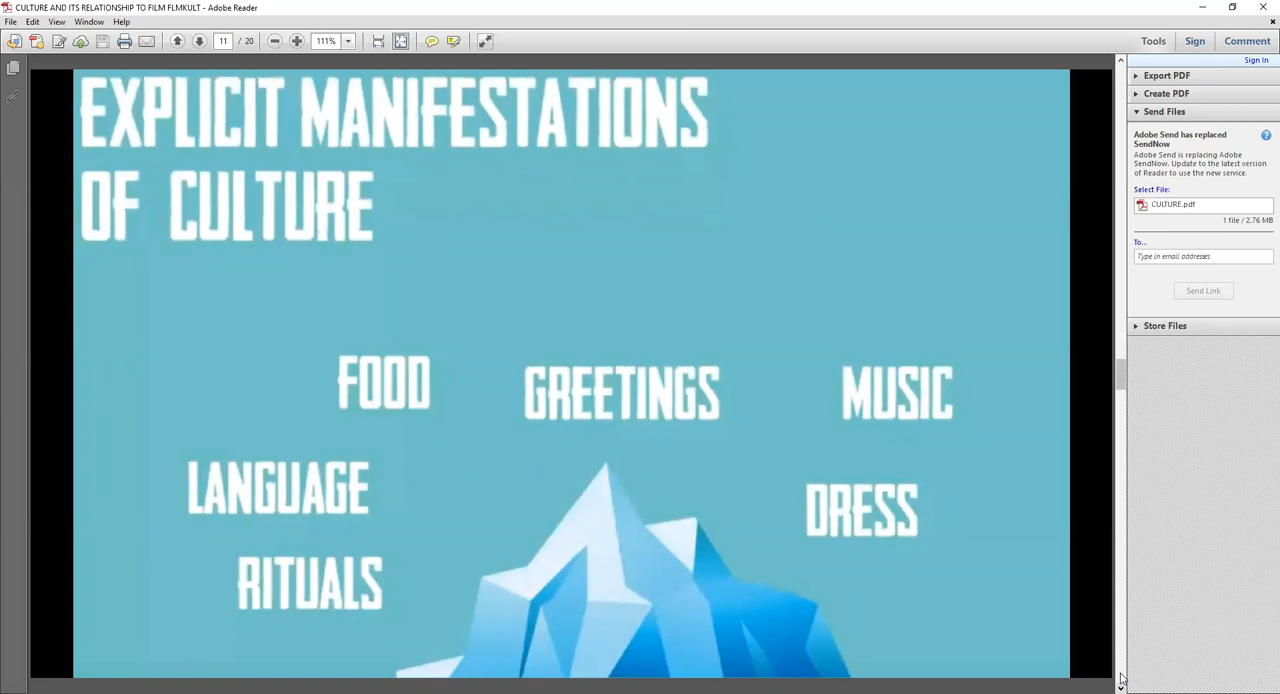 CULTURE AND ITS RELATIONSHIP TO FILM FLMKULT - Adobe Reader
File Edit View Window Help
11 / 20 111% Tools Sign Comment
Sign In
Export PDF
Create PDF
Send Files
Adobe Send has replaced
SendNow
Adobe Send is replacing Adobe
SendNow. Update to the latest version
of Reader to use the new service.
Select File:
CULTURE.pdf
1 file / 2.76 MB
To...
Type in email addresses
Send Link
Store Files
EXPLICIT MANIFESTATIONS
OF CULTURE
FOOD GREETINGS MUSIC
LANGUAGE DRESS
RITUALS